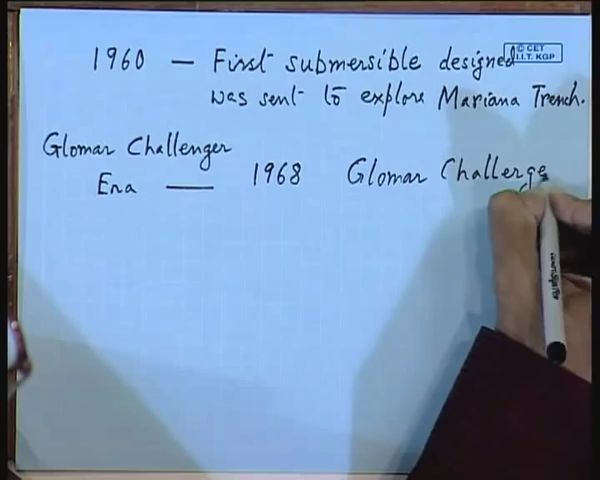 1960 — First submersible designed
was sent to explore Mariana Trench.
Glomar Challenger
Era — 1968 Glomar Challenge
© CET
I.I.T. KGP